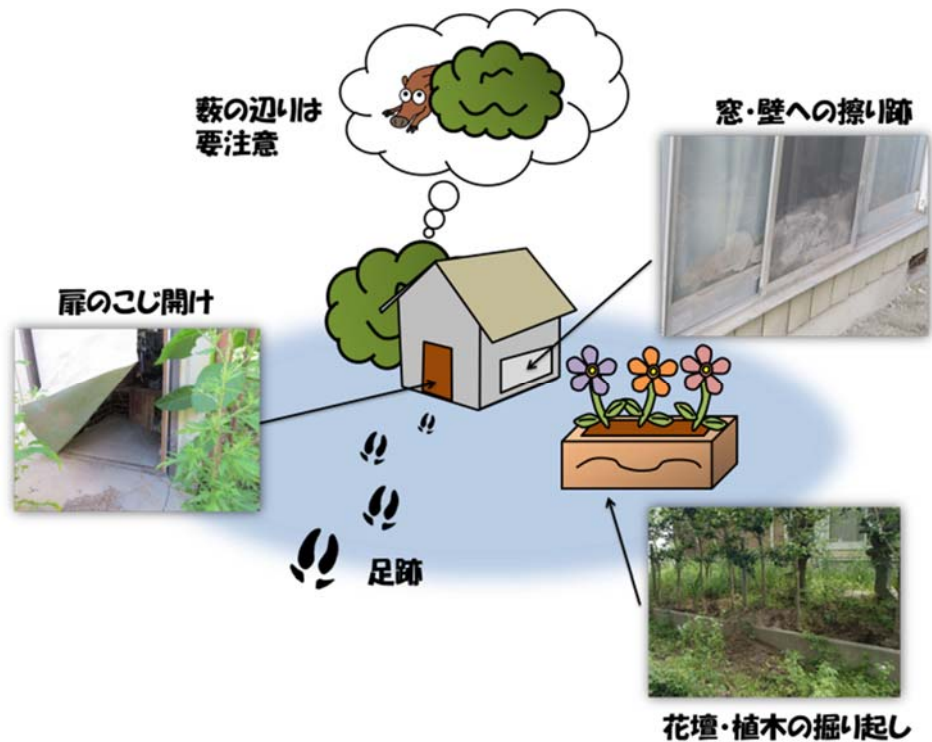 藪の辺りは
要注意
窓・壁への擦り跡
扉のこじ開け
足跡
花壇・植木の掘り起し